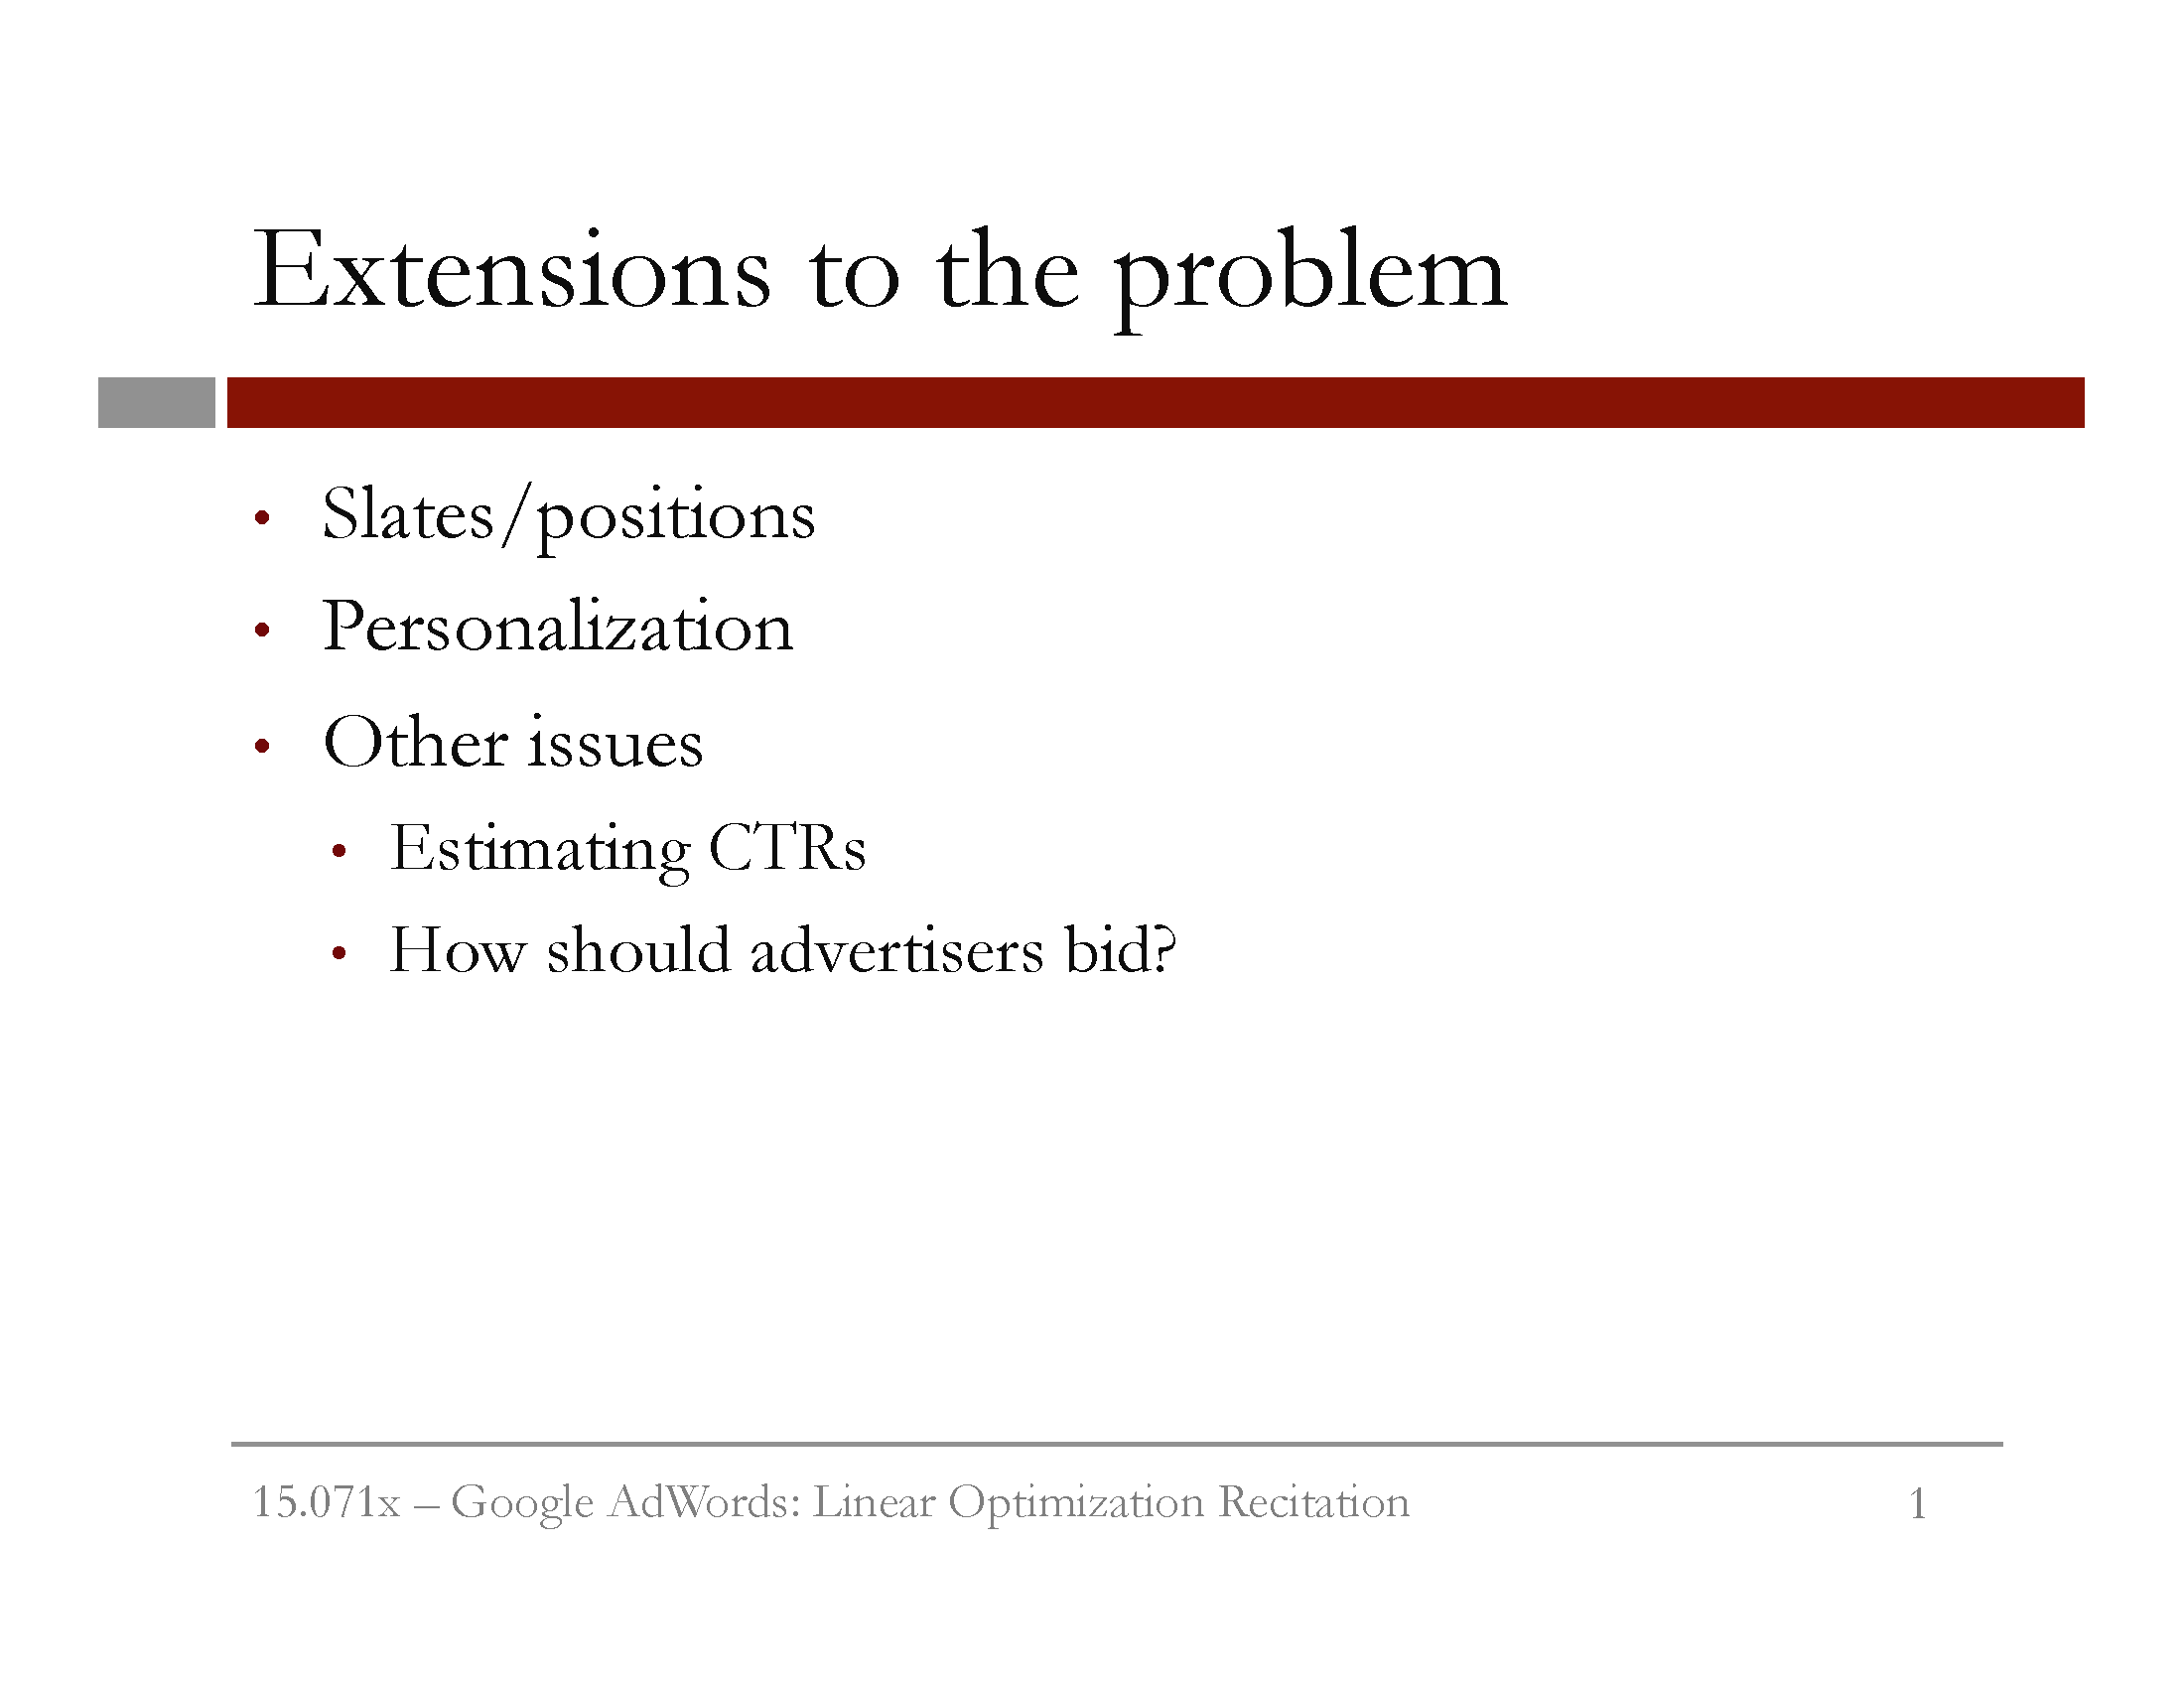 Extensions to the problem
• Slates/positions
• Personalization
• Other issues
• Estimating CTRs
• How should advertisers bid?
15.071x – Google AdWords: Linear Optimization Recitation 1